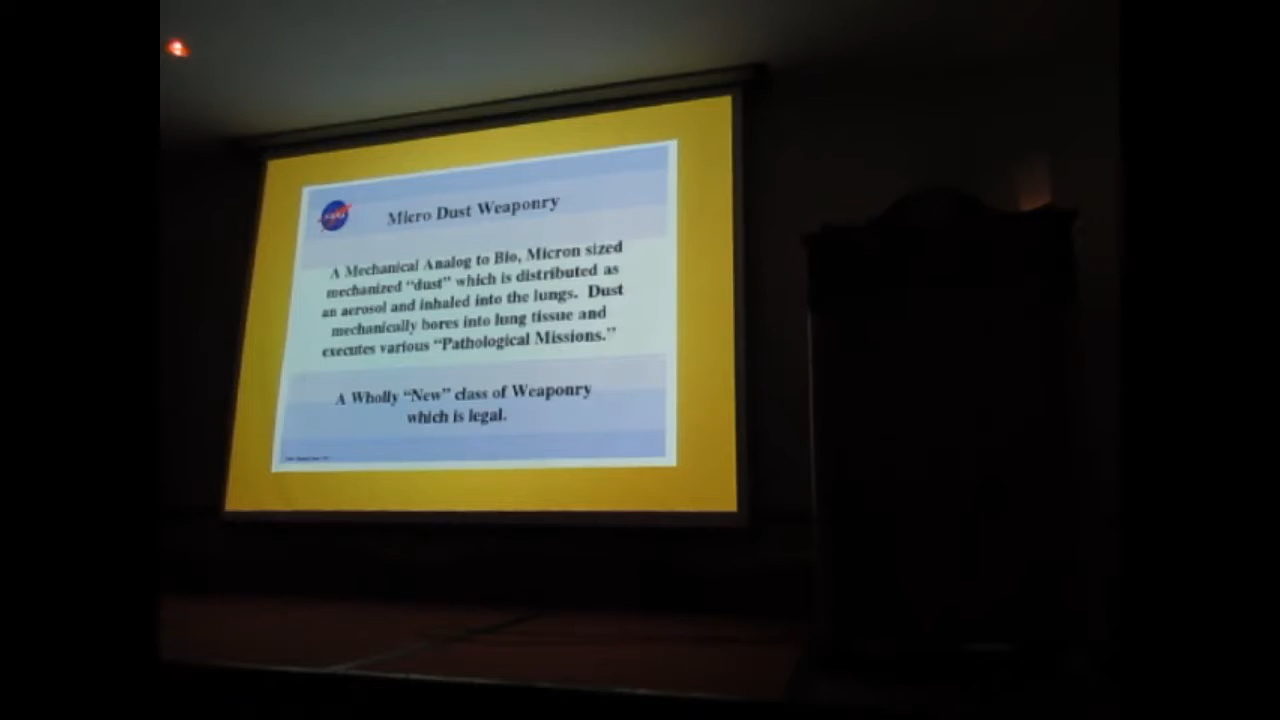 NASA
Micro Dust Weaponry
A Mechanical Analog to Bio, Micron sized
mechanized “dust” which is distributed as
an aerosol and inhaled into the lungs. Dust
mechanically bores into lung tissue and
executes various “Pathological Missions.”
A Wholly “New” class of Weaponry
which is legal.